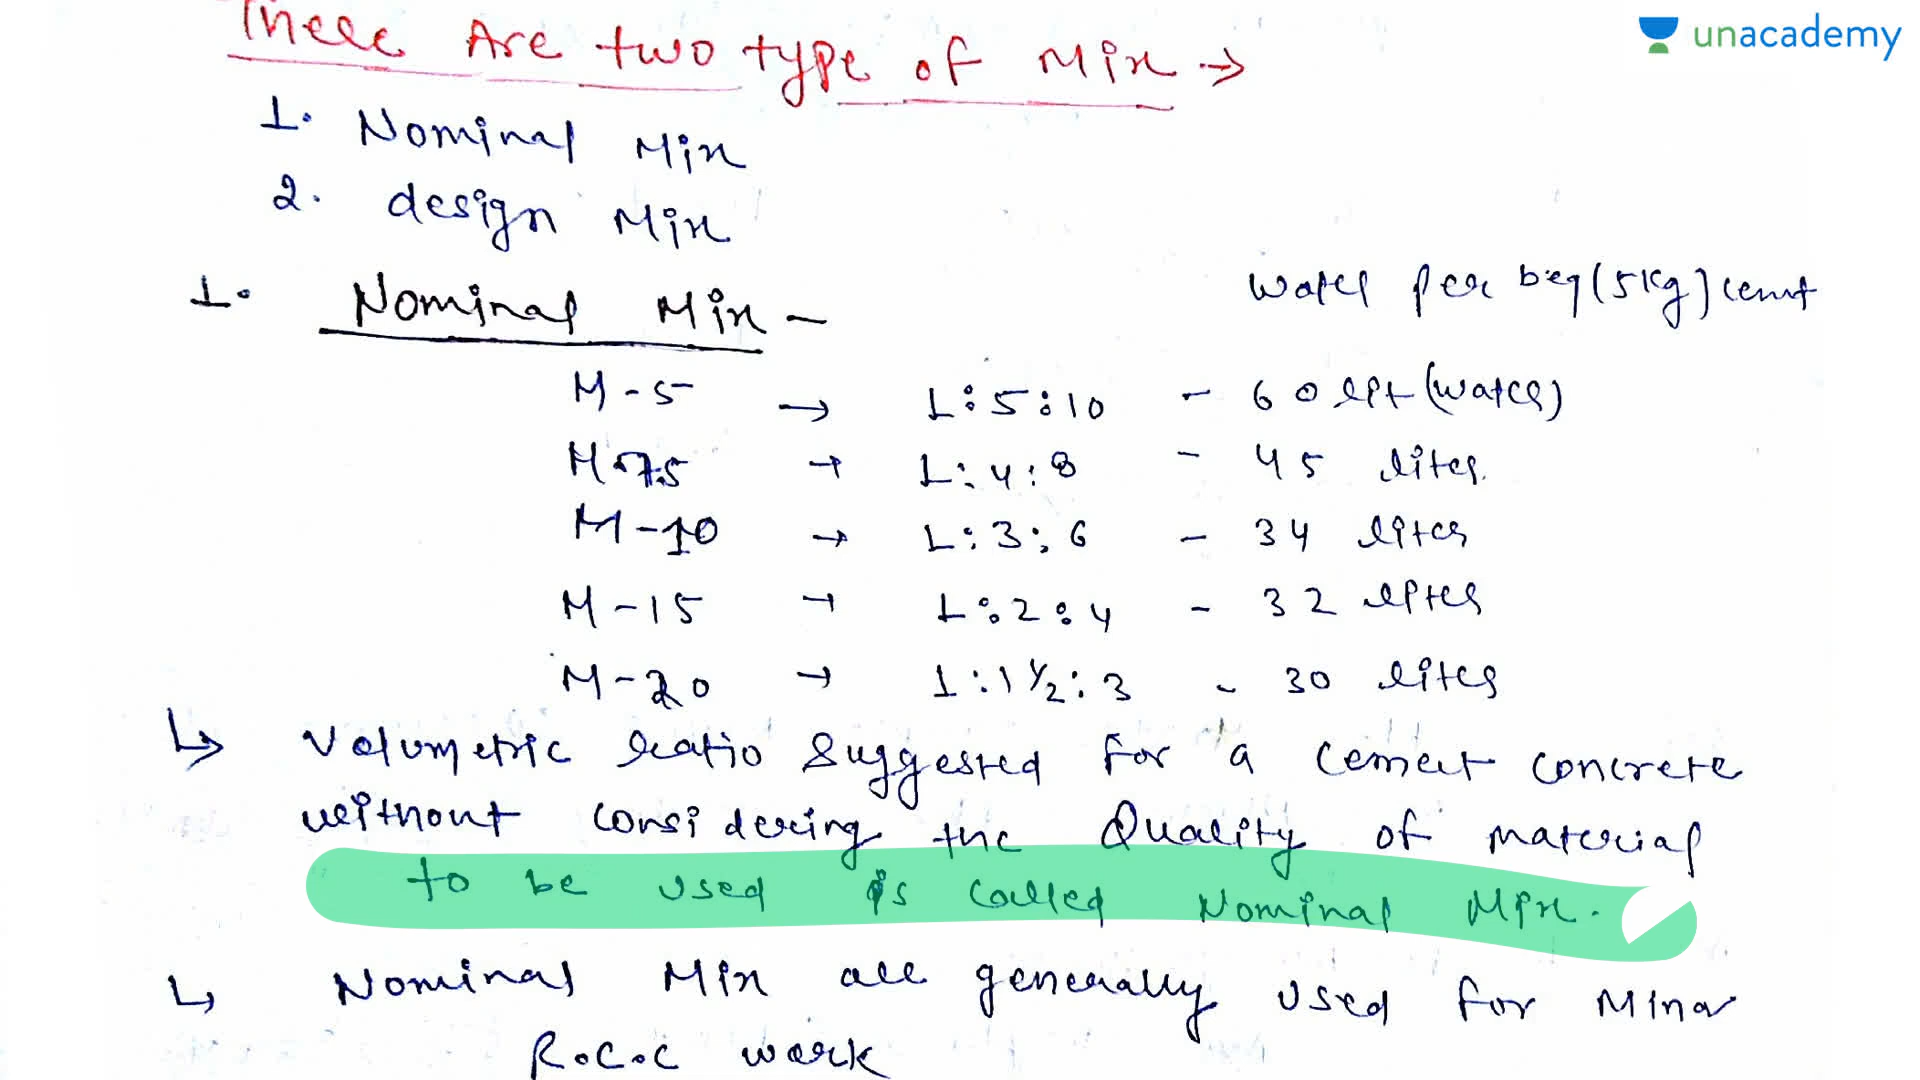 These Are two type of Mix →
unacademy
1. Nominal Mix
2. design Mix
1. Nominal Mix –
water per beg (5kg) cemt
M-5 → 1:5:10 - 60 lit (water)
M-7.5 → 1:4:8 - 45 liter.
M-10 → 1:3:6 - 34 liter
M-15 → 1:2:4 - 32 liter
M-20 → 1:1½:3 - 30 liter
↳ Volumetric ratio suggested for a cement concrete
without considering the Quality of material
to be used is called Nominal Mix.
↳ Nominal Mix are generally used for Minor
R.C.C work